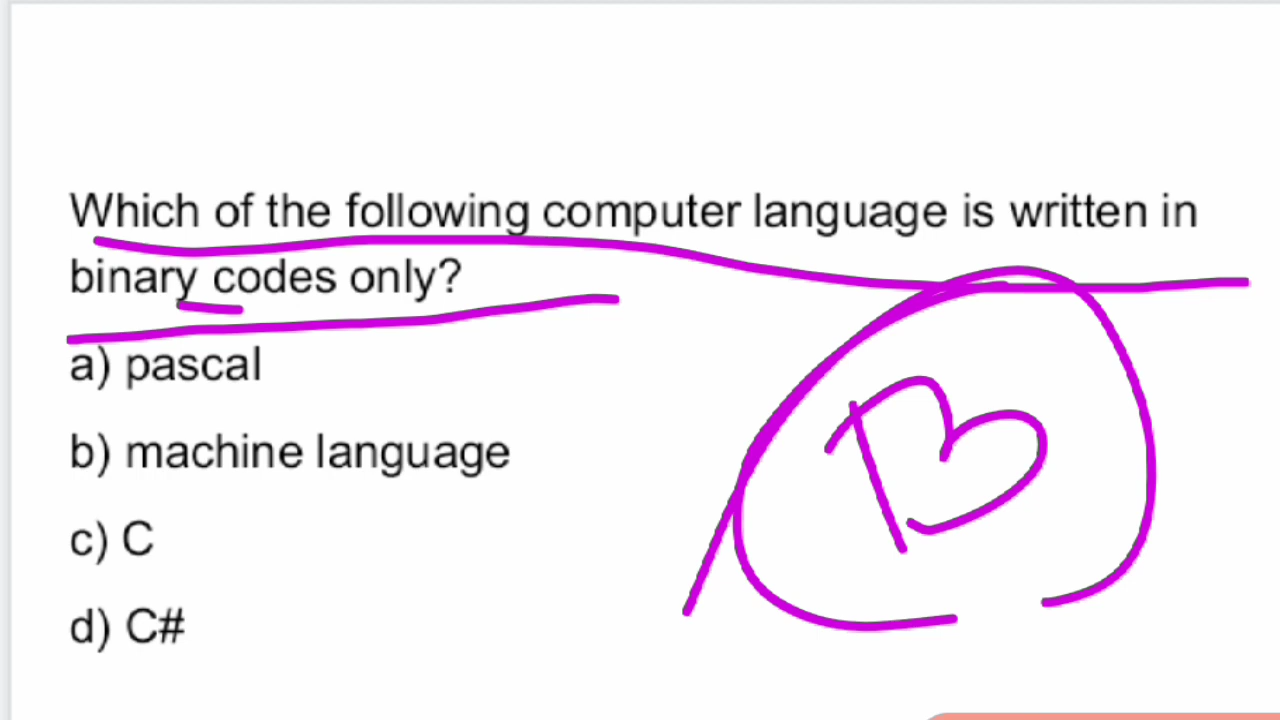 Which of the following computer language is written in
binary codes only?
a) pascal
b) machine language
B
c) C
d) C#